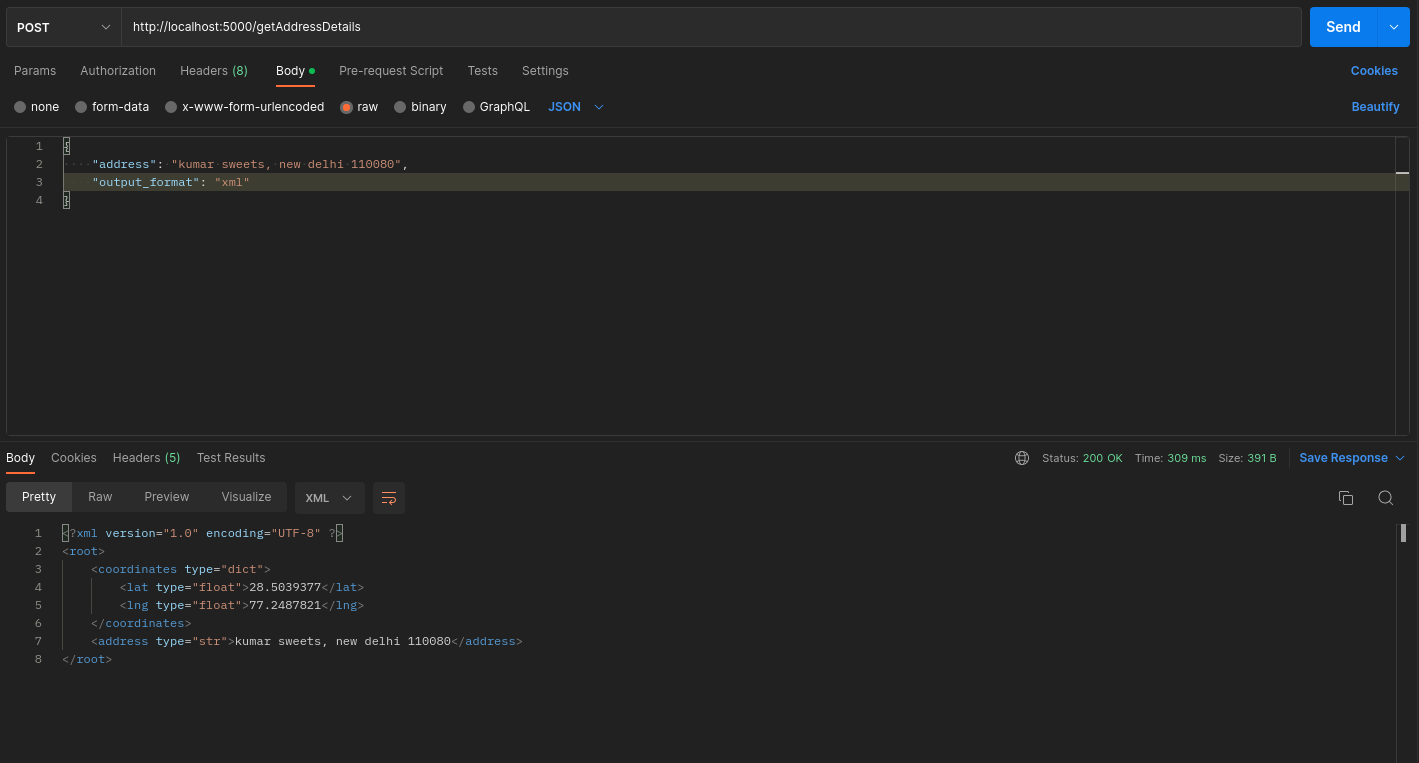 POST http://localhost:5000/getAddressDetails Send
Params Authorization Headers (8) Body Pre-request Script Tests Settings Cookies
none form-data x-www-form-urlencoded raw binary GraphQL JSON Beautify
1 {
2 "address": "kumar sweets, new delhi 110080",
3 "output_format": "xml"
4 }
Body Cookies Headers (5) Test Results Status: 200 OK Time: 309 ms Size: 391 B Save Response
Pretty Raw Preview Visualize XML
1 <?xml version="1.0" encoding="UTF-8" ?>
2 <root>
3 <coordinates type="dict">
4 <lat type="float">28.5039377</lat>
5 <lng type="float">77.2487821</lng>
6 </coordinates>
7 <address type="str">kumar sweets, new delhi 110080</address>
8 </root>